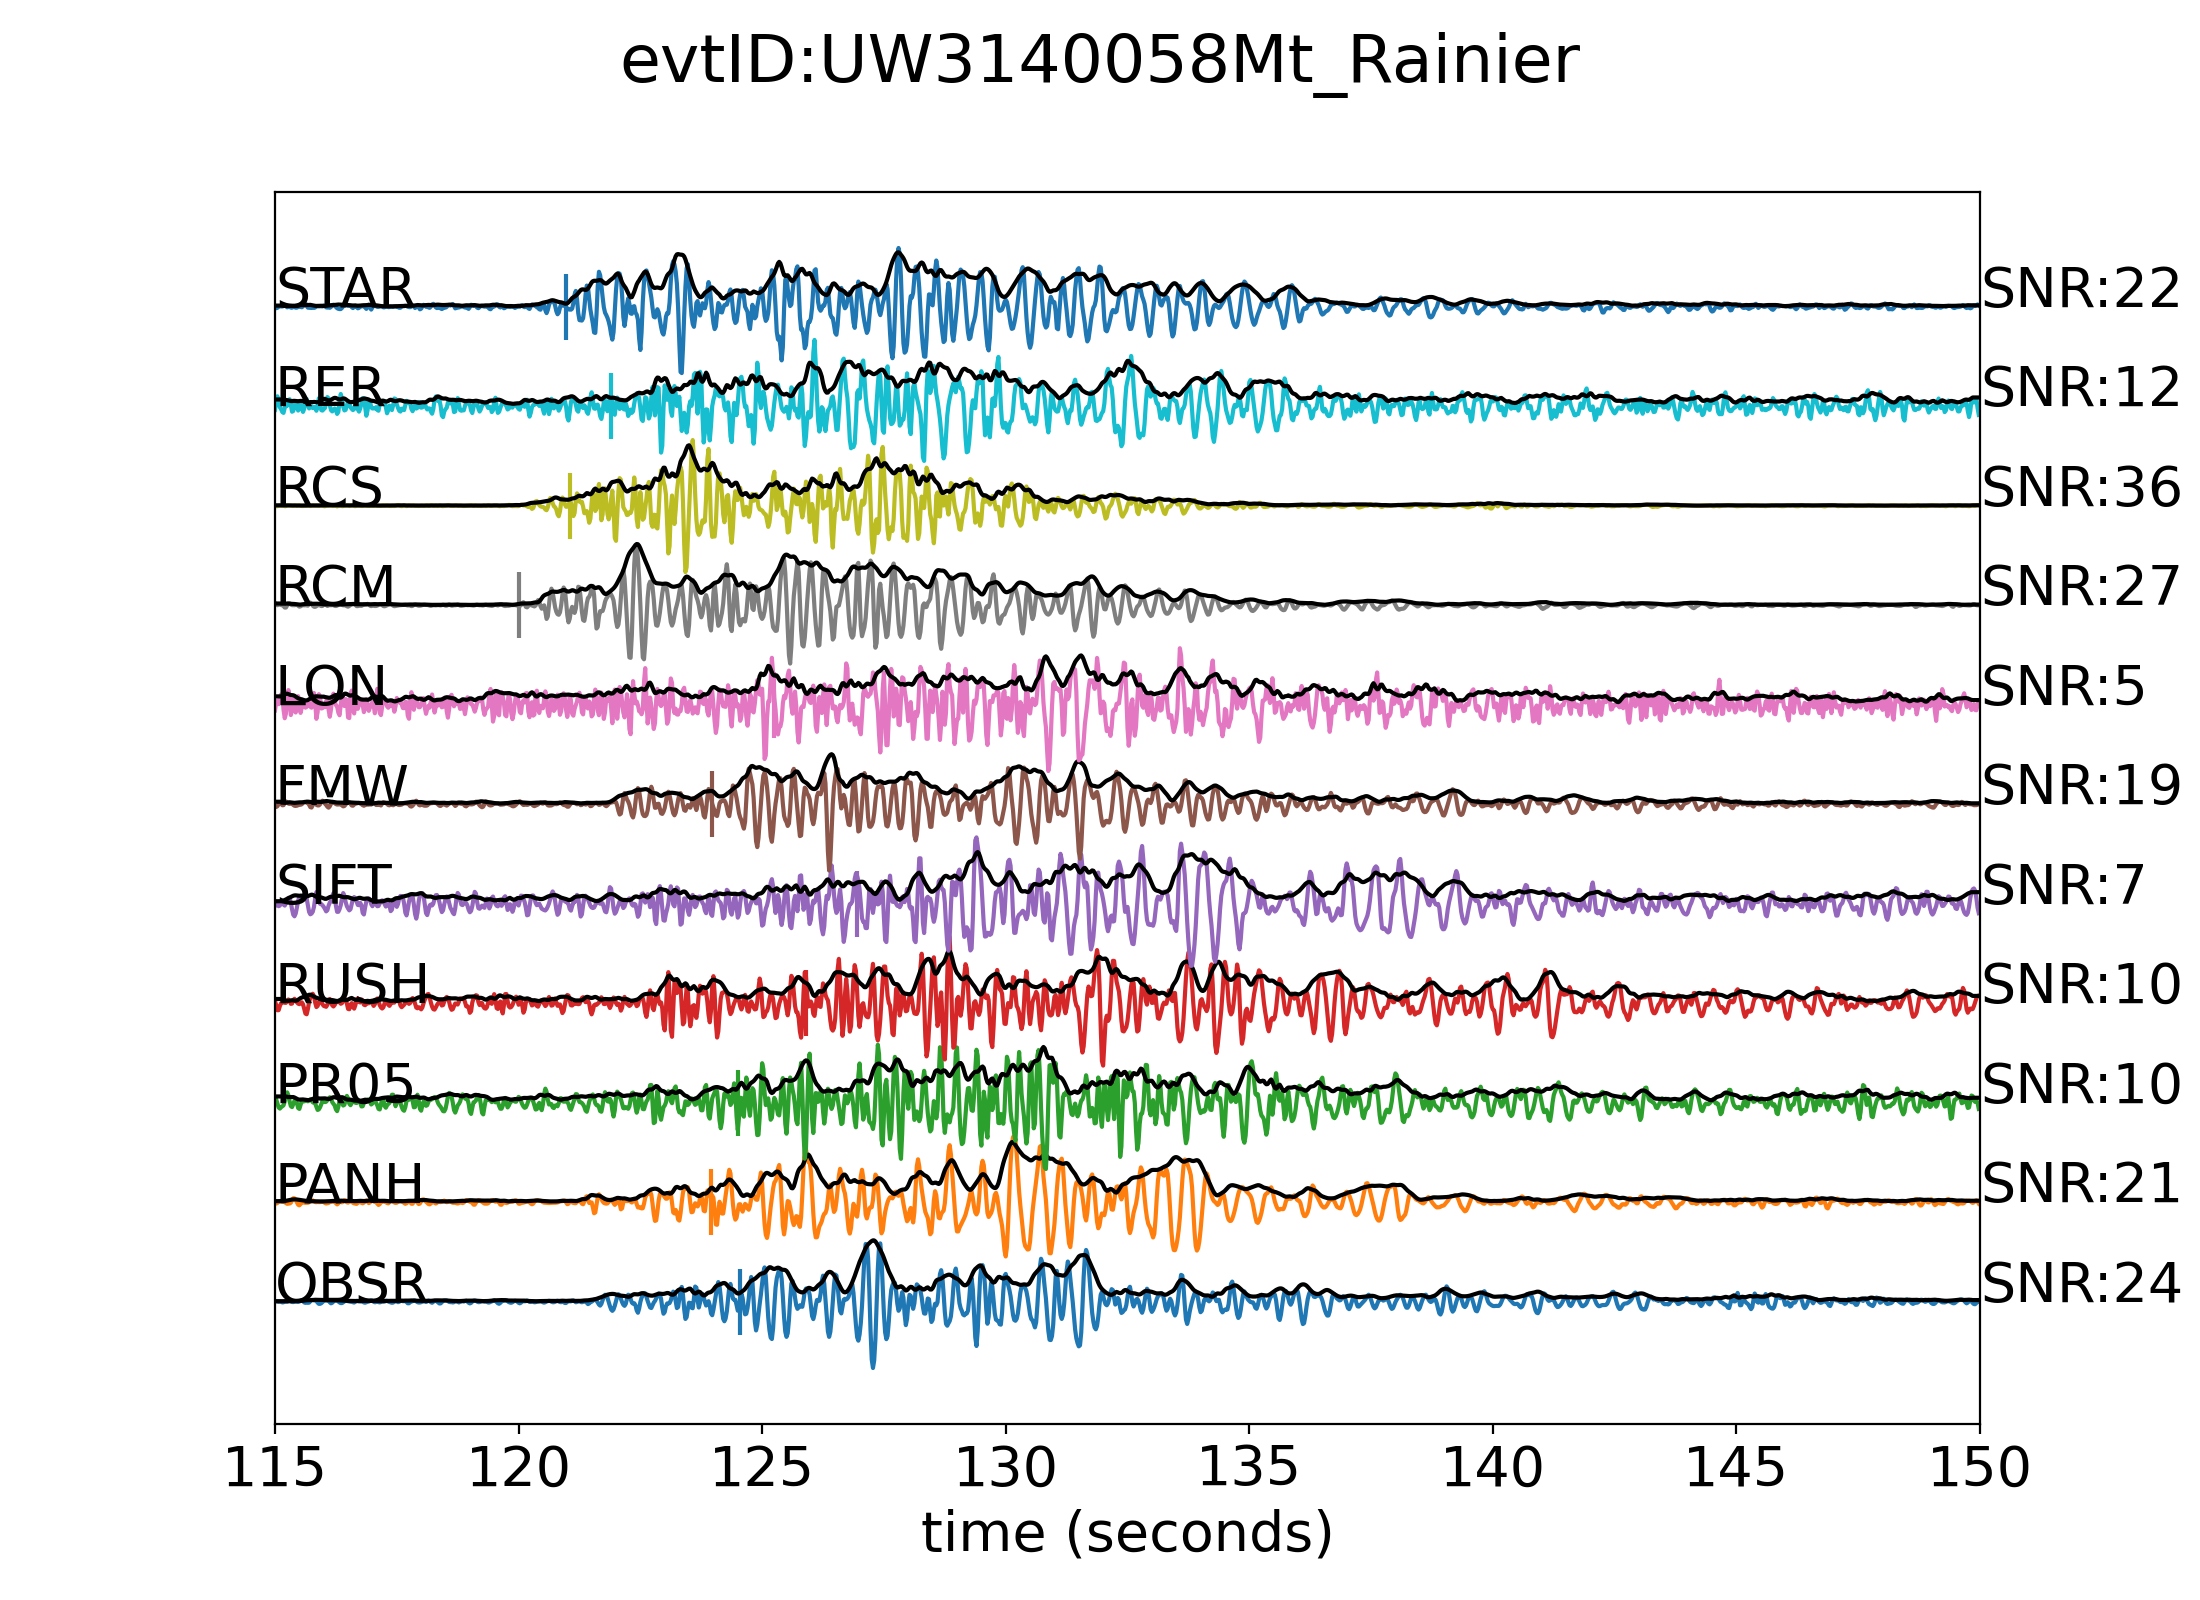 evtID:UW3140058Mt_Rainier
STAR SNR:22
RER SNR:12
RCS SNR:36
RCM SNR:27
LON SNR:5
FMW SNR:19
SIFT SNR:7
RUSH SNR:10
PR05 SNR:10
PANH SNR:21
OBSR SNR:24
115 120 125 130 135 140 145 150
time (seconds)